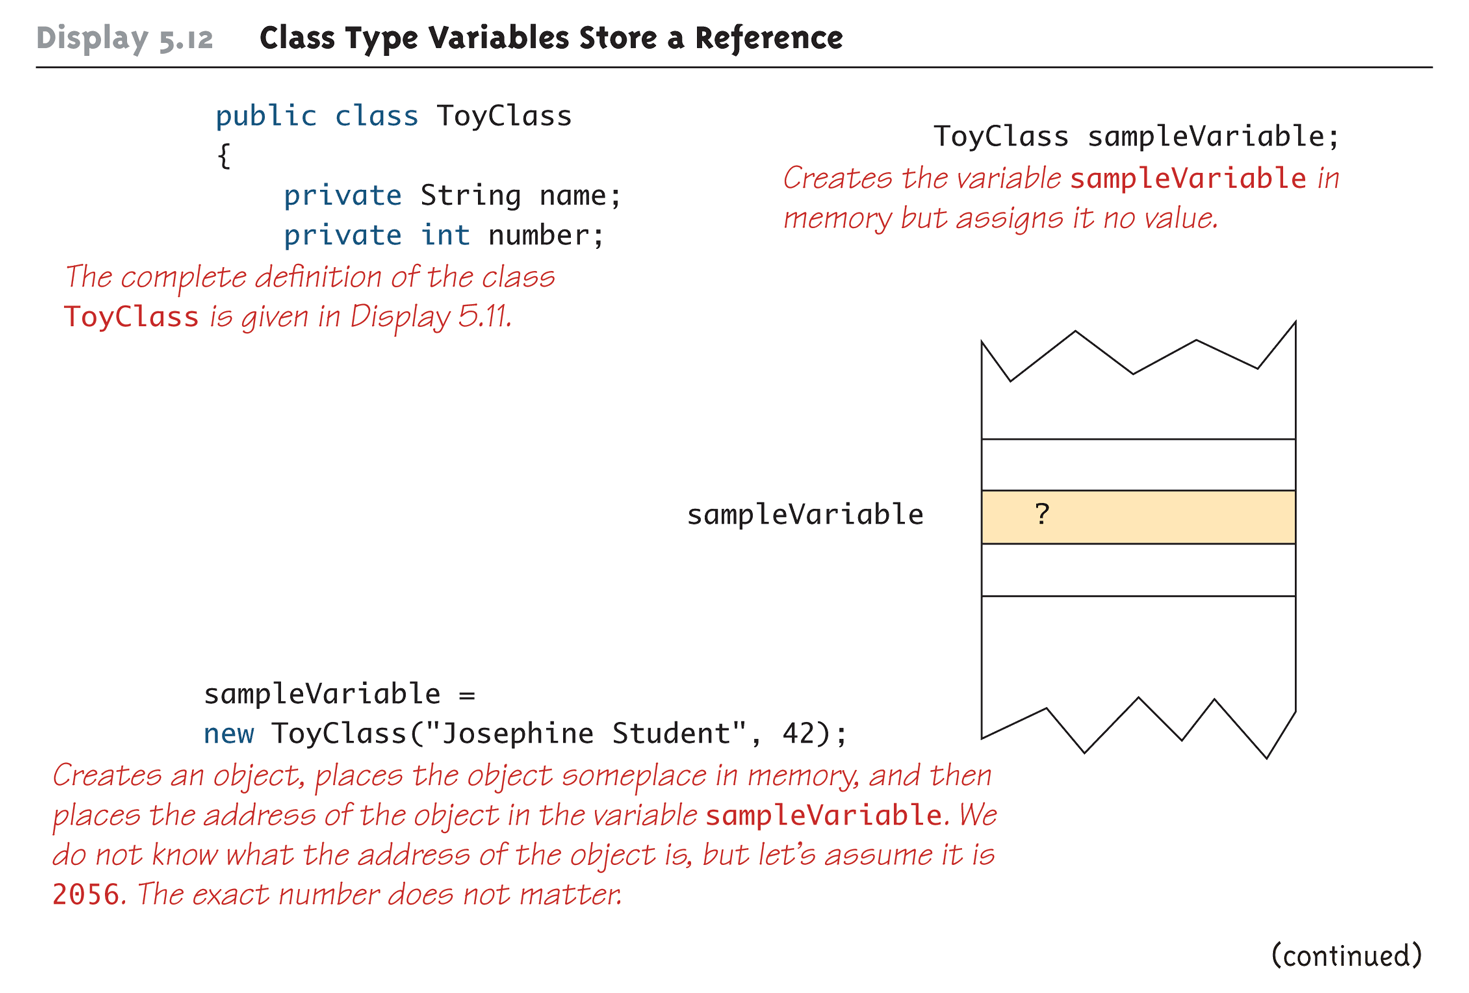 Display 5.12 Class Type Variables Store a Reference
public class ToyClass
{
private String name;
private int number;
The complete definition of the class
ToyClass is given in Display 5.11.
ToyClass sampleVariable;
Creates the variable sampleVariable in
memory but assigns it no value.
sampleVariable ?
sampleVariable =
new ToyClass("Josephine Student", 42);
Creates an object, places the object someplace in memory, and then
places the address of the object in the variable sampleVariable. We
do not know what the address of the object is, but let’s assume it is
2056. The exact number does not matter.
(continued)